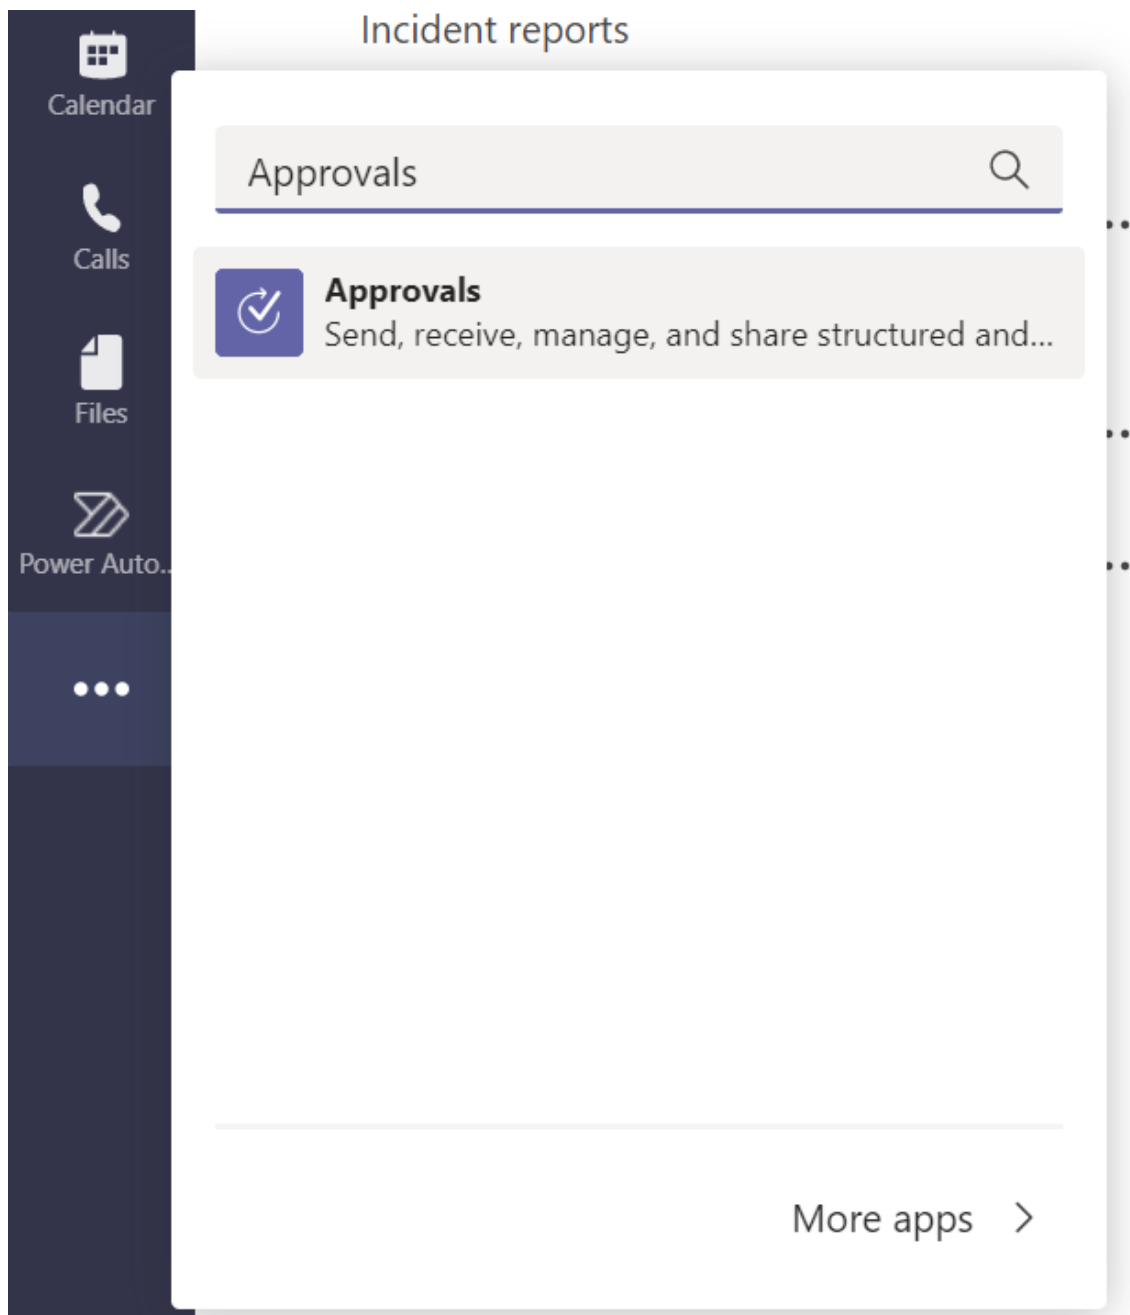 Incident reports
Calendar
Calls
Files
Power Auto..
Approvals
Approvals
Send, receive, manage, and share structured and...
More apps